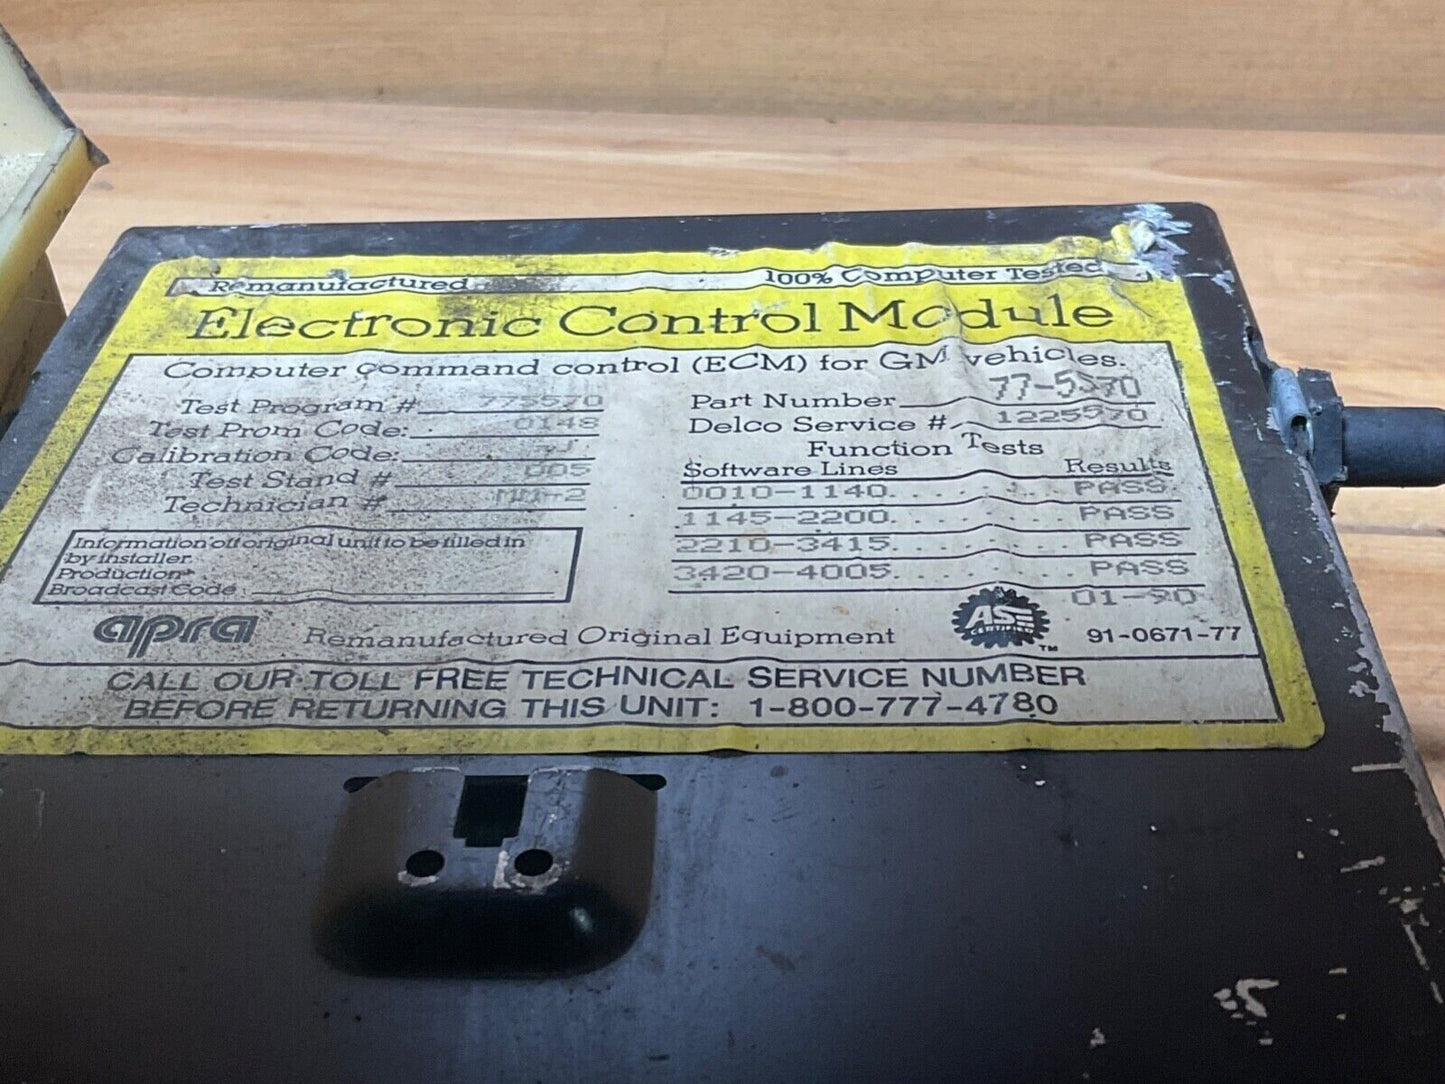 Remanufactured 100% Computer Tested
Electronic Control Module
Computer command control (ECM) for GM vehicles.
Test Program # 775570
Test Prom Code: 0148
Calibration Code: J
Test Stand # 005
Technician #
Part Number 77-5570
Delco Service #. 1225570
Function Tests
Software Lines Results
0010-1140. . . . . . . PASS
1145-2200. . . . . . . PASS
2210-3415. . . . . . . PASS
3420-4005. . . . . . . PASS
01-90
Information off original unit to be filled in
by installer.
Production
Broadcast Code
apra Remanufactured Original Equipment
ASE
CERTIFIED
TM
91-0671-77
CALL OUR TOLL FREE TECHNICAL SERVICE NUMBER
BEFORE RETURNING THIS UNIT: 1-800-777-4780